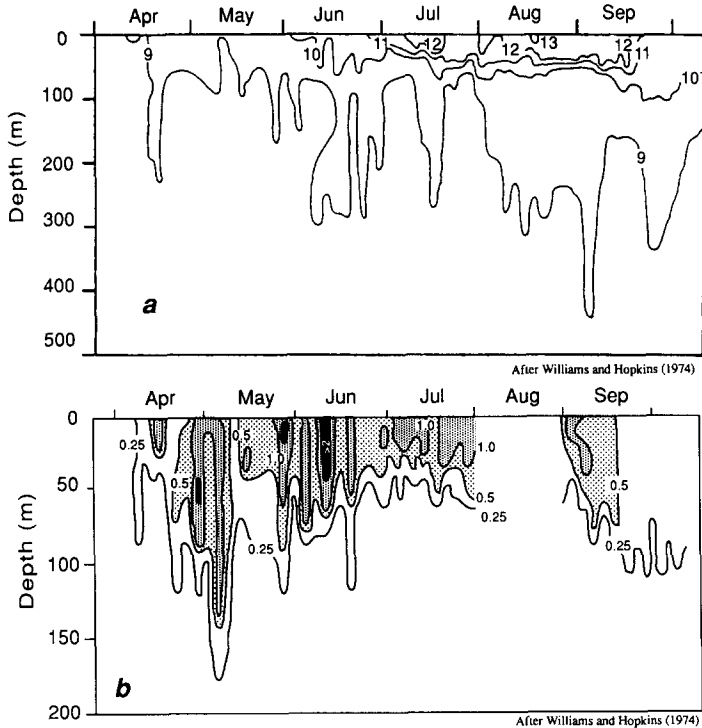 Apr May Jun Jul Aug Sep
0
100
200
300
400
500
Depth (m)
9 10 11 12 12 13 12 11
10
9
a
After Williams and Hopkins (1974)
Apr May Jun Jul Aug Sep
0
50
100
150
200
Depth (m)
0.25 0.5 1.0 >2 1.0
1.0
0.5 0.5 0.5
0.25 0.25 0.25
b
After Williams and Hopkins (1974)